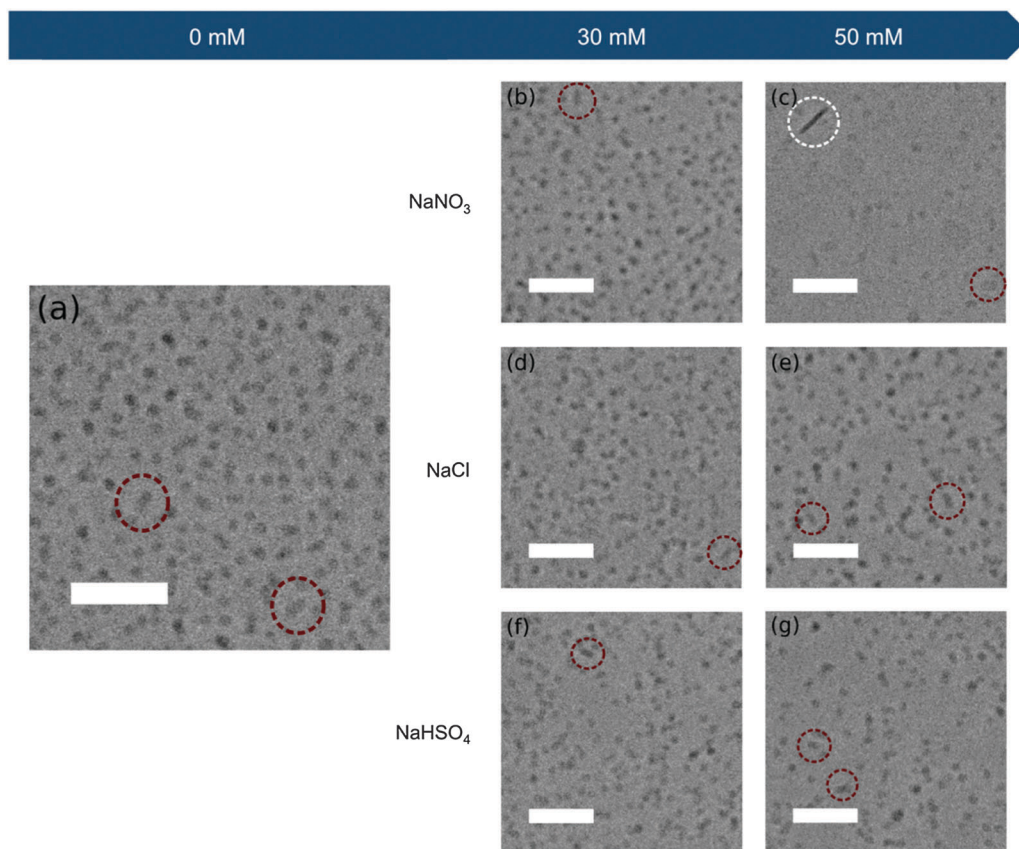 0 mM 30 mM 50 mM
(b) (c)
NaNO₃
(a)
(d) (e)
NaCl
(f) (g)
NaHSO₄